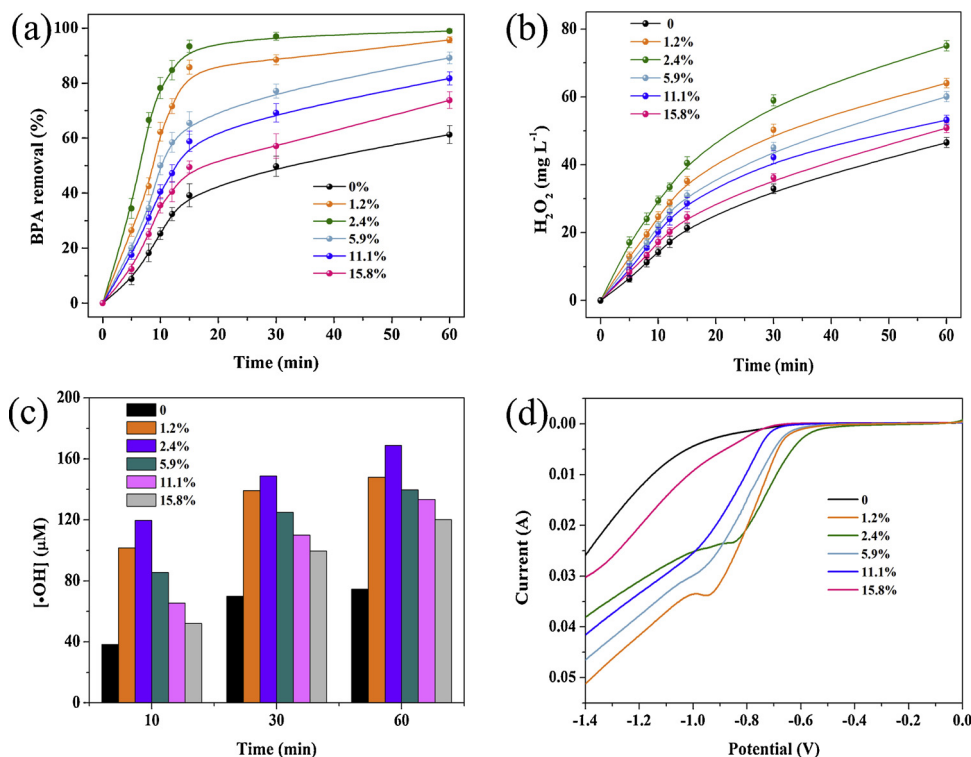 (a)
BPA removal (%)
100
80
60
40
20
0
0%
1.2%
2.4%
5.9%
11.1%
15.8%
0 10 20 30 40 50 60
Time (min)
(b)
H2O2 (mg L-1)
80
60
40
20
0
0
1.2%
2.4%
5.9%
11.1%
15.8%
0 10 20 30 40 50 60
Time (min)
(c)
[•OH] (μM)
200
160
120
80
40
0
0
1.2%
2.4%
5.9%
11.1%
15.8%
10 30 60
Time (min)
(d)
Current (A)
0.00
0.01
0.02
0.03
0.04
0.05
0
1.2%
2.4%
5.9%
11.1%
15.8%
-1.4 -1.2 -1.0 -0.8 -0.6 -0.4 -0.2 0.0
Potential (V)